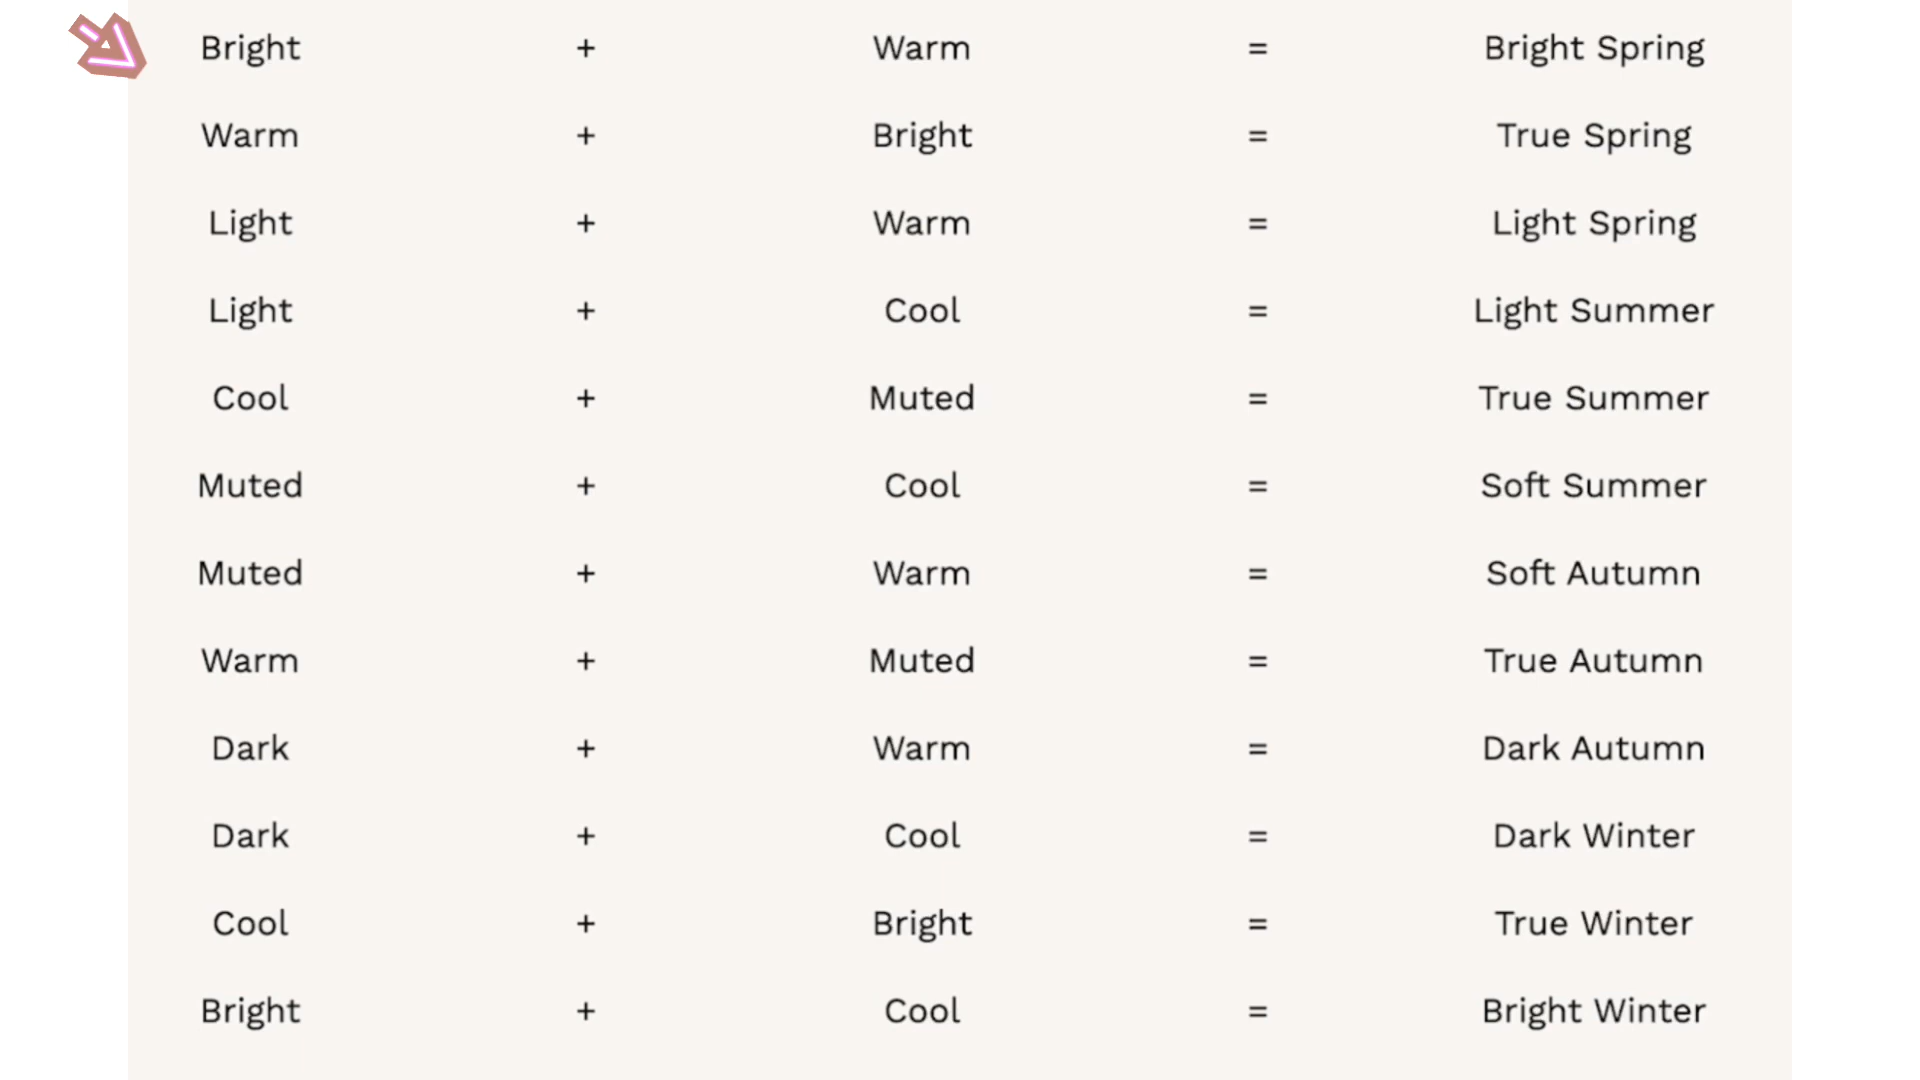 Bright + Warm = Bright Spring
Warm + Bright = True Spring
Light + Warm = Light Spring
Light + Cool = Light Summer
Cool + Muted = True Summer
Muted + Cool = Soft Summer
Muted + Warm = Soft Autumn
Warm + Muted = True Autumn
Dark + Warm = Dark Autumn
Dark + Cool = Dark Winter
Cool + Bright = True Winter
Bright + Cool = Bright Winter